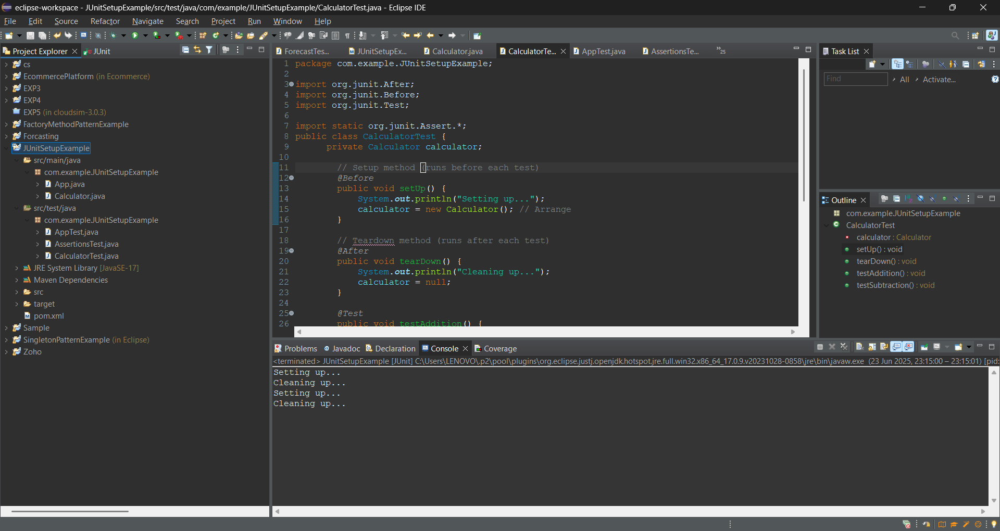 eclipse-workspace - JUnitSetupExample/src/test/java/com/example/JUnitSetupExample/CalculatorTest.java - Eclipse IDE
File Edit Source Refactor Navigate Search Project Run Window Help
Project Explorer JUnit
cs
EcommercePlatform (in Ecommerce)
EXP3
EXP4
EXP5 (in cloudsim-3.0.3)
FactoryMethodPatternExample
Forcasting
JUnitSetupExample
src/main/java
com.example.JUnitSetupExample
App.java
Calculator.java
src/test/java
com.example.JUnitSetupExample
AppTest.java
AssertionsTest.java
CalculatorTest.java
JRE System Library [JavaSE-17]
Maven Dependencies
src
target
pom.xml
Sample
SingletonPatternExample (in Eclipse)
Zoho
ForecastTes... JUnitSetupEx... Calculator.java CalculatorTe... AppTest.java AssertionsTe... »25
1 package com.example.JUnitSetupExample;
2
3 import org.junit.After;
4 import org.junit.Before;
5 import org.junit.Test;
6
7 import static org.junit.Assert.*;
8 public class CalculatorTest {
9 private Calculator calculator;
10
11 // Setup method (runs before each test)
12 @Before
13 public void setUp() {
14 System.out.println("Setting up...");
15 calculator = new Calculator(); // Arrange
16 }
17
18 // Teardown method (runs after each test)
19 @After
20 public void tearDown() {
21 System.out.println("Cleaning up...");
22 calculator = null;
23 }
24
25 @Test
26 public void testAddition() {
Task List
Find All Activate...
Outline
com.example.JUnitSetupExample
CalculatorTest
calculator : Calculator
setUp() : void
tearDown() : void
testAddition() : void
testSubtraction() : void
Problems Javadoc Declaration Console Coverage
<terminated> JUnitSetupExample [JUnit] C:\Users\LENOVO\.p2\pool\plugins\org.eclipse.justj.openjdk.hotspot.jre.full.win32.x86_64_17.0.9.v20231028-0858\jre\bin\javaw.exe (23 Jun 2025, 23:15:00 – 23:15:01) [pid:
Setting up...
Cleaning up...
Setting up...
Cleaning up...